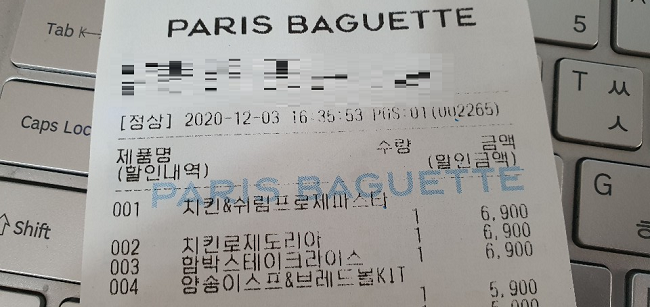 PARIS BAGUETTE
[정상] 2020-12-03 16:35:53 POS:01(002265)
제품명 수량 금액
(할인내역) (할인금액)
PARIS BAGUETTE
001 치킨&쉬림프로제파스타 1 6,900
002 치킨로제도리아 1 6,900
003 함박스테이크라이스 1 6,900
004 양송이스프&브레드볼KIT 1 5,900
Tab
Caps Loc
Shift
5
T ㅆ
ㅅ
G